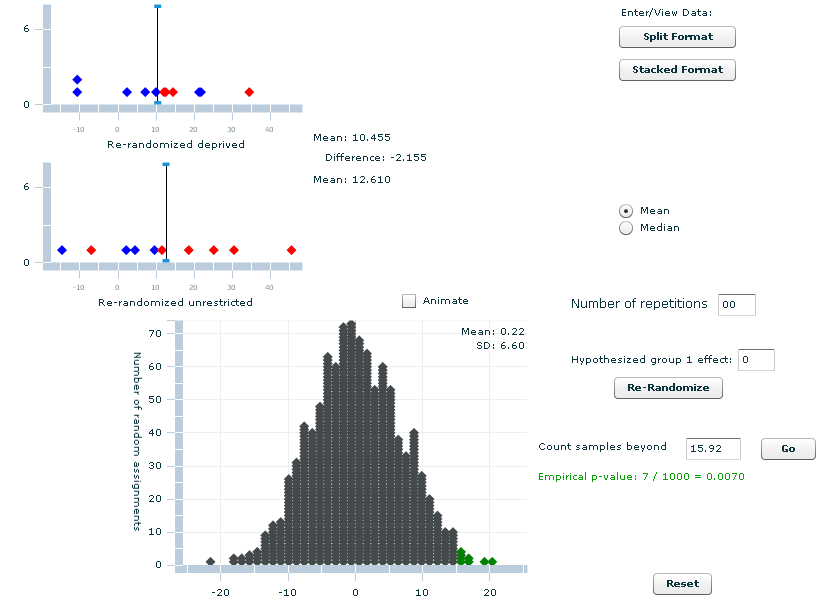 Enter/View Data:
Split Format
Stacked Format
6
0
-10 0 10 20 30 40
Re-randomized deprived
Mean: 10.455
Difference: -2.155
Mean: 12.610
6
0
-10 0 10 20 30 40
Re-randomized unrestricted
Mean
Median
Animate
Number of repetitions 00
Mean: 0.22
SD: 6.60
Number of random assignments
70
60
50
40
30
20
10
0
-20 -10 0 10 20
Hypothesized group 1 effect: 0
Re-Randomize
Count samples beyond 15.92 Go
Empirical p-value: 7 / 1000 = 0.0070
Reset